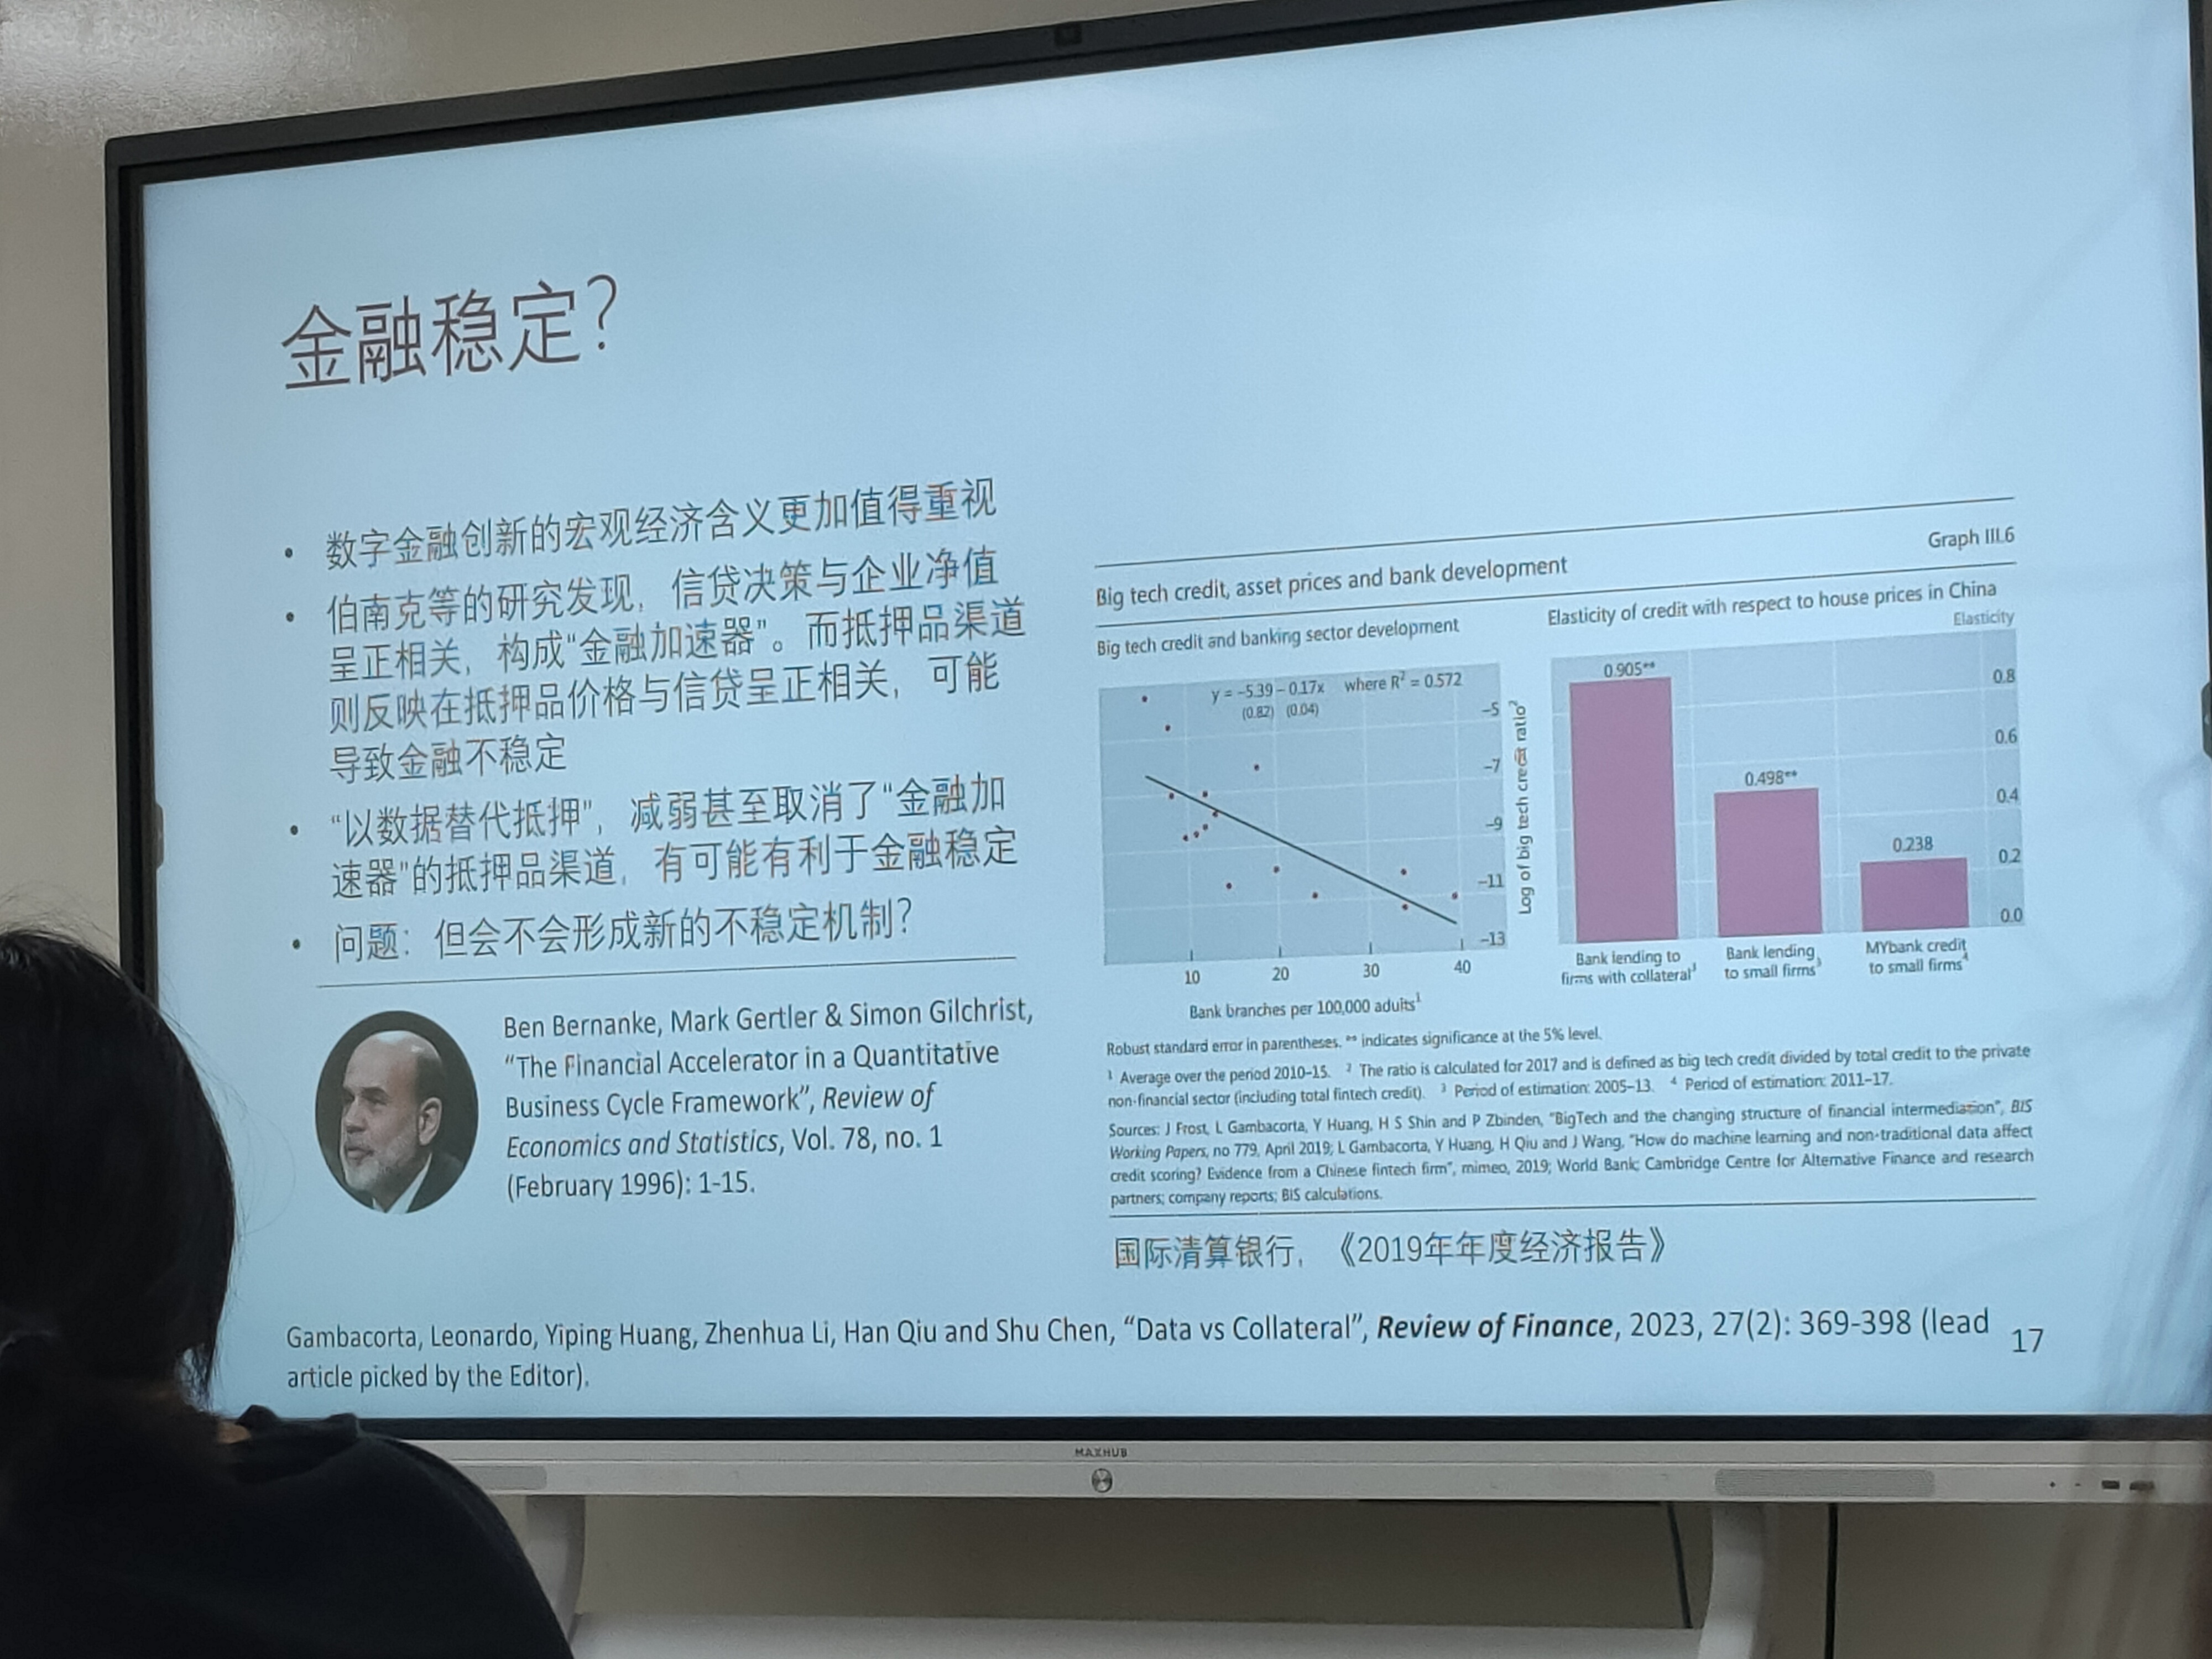 金融稳定?
• 数字金融创新的宏观经济含义更加值得重视
• 伯南克等的研究发现，信贷决策与企业净值
呈正相关，构成“金融加速器”。而抵押品渠道
则反映在抵押品价格与信贷呈正相关，可能
导致金融不稳定
• “以数据替代抵押”，减弱甚至取消了“金融加
速器”的抵押品渠道，有可能有利于金融稳定
• 问题：但会不会形成新的不稳定机制?
Ben Bernanke, Mark Gertler & Simon Gilchrist,
“The Financial Accelerator in a Quantitative
Business Cycle Framework”, Review of
Economics and Statistics, Vol. 78, no. 1
(February 1996): 1-15.
Big tech credit, asset prices and bank development
Graph III.6
Big tech credit and banking sector development
y = –5.39 – 0.17x where R² = 0.572
(0.82) (0.04)
–5
–7
–9
–11
–13
Log of big tech credit ratio²
10 20 30 40
Bank branches per 100,000 adults¹
Elasticity of credit with respect to house prices in China
Elasticity
0.905**
0.498**
0.238
0.8
0.6
0.4
0.2
0.0
Bank lending to
firms with collateral³
Bank lending
to small firms³
MYbank credit
to small firms⁴
Robust standard error in parentheses. ** indicates significance at the 5% level.
¹ Average over the period 2010–15. ² The ratio is calculated for 2017 and is defined as big tech credit divided by total credit to the private
non-financial sector (including total fintech credit). ³ Period of estimation: 2005–13. ⁴ Period of estimation: 2011–17.
Sources: J Frost, L Gambacorta, Y Huang, H S Shin and P Zbinden, “BigTech and the changing structure of financial intermediation”, BIS
Working Papers, no 779, April 2019; L Gambacorta, Y Huang, H Qiu and J Wang, “How do machine learning and non-traditional data affect
credit scoring? Evidence from a Chinese fintech firm”, mimeo, 2019; World Bank; Cambridge Centre for Alternative Finance and research
partners; company reports; BIS calculations.
国际清算银行，《2019年年度经济报告》
Gambacorta, Leonardo, Yiping Huang, Zhenhua Li, Han Qiu and Shu Chen, “Data vs Collateral”, Review of Finance, 2023, 27(2): 369-398 (lead
article picked by the Editor).
17
MAXHUB